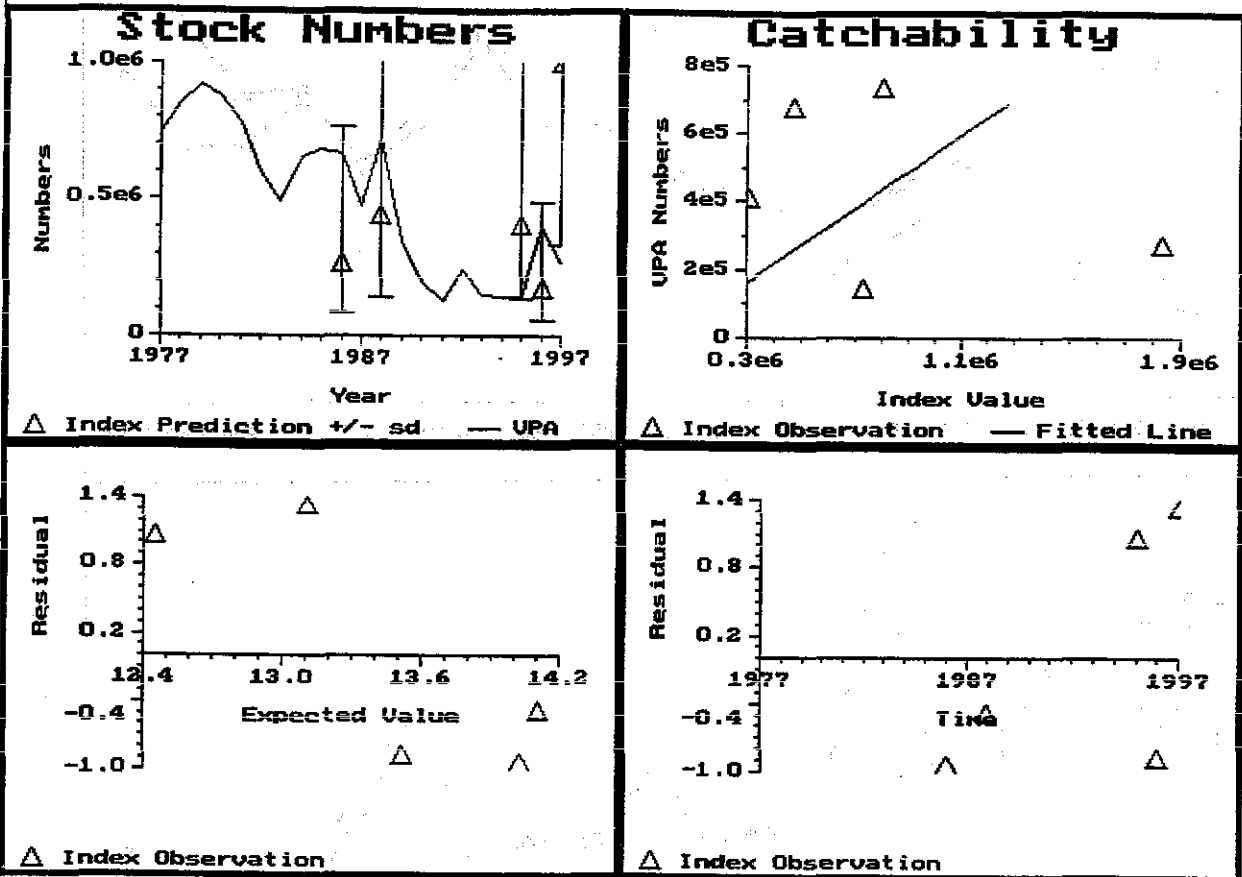 Stock Numbers
1.0e6
0.5e6
0
Numbers
1977 1987 1997
Year
△ Index Prediction +/- sd — VPA
Catchability
8e5
6e5
4e5
2e5
0
VPA Numbers
0.3e6 1.1e6 1.9e6
Index Value
△ Index Observation — Fitted Line
1.4
0.8
0.2
-0.4
-1.0
Residual
12.4 13.0 13.6 14.2
Expected Value
△ Index Observation
1.4
0.8
0.2
-0.4
-1.0
Residual
1977 1987 1997
Time
△ Index Observation